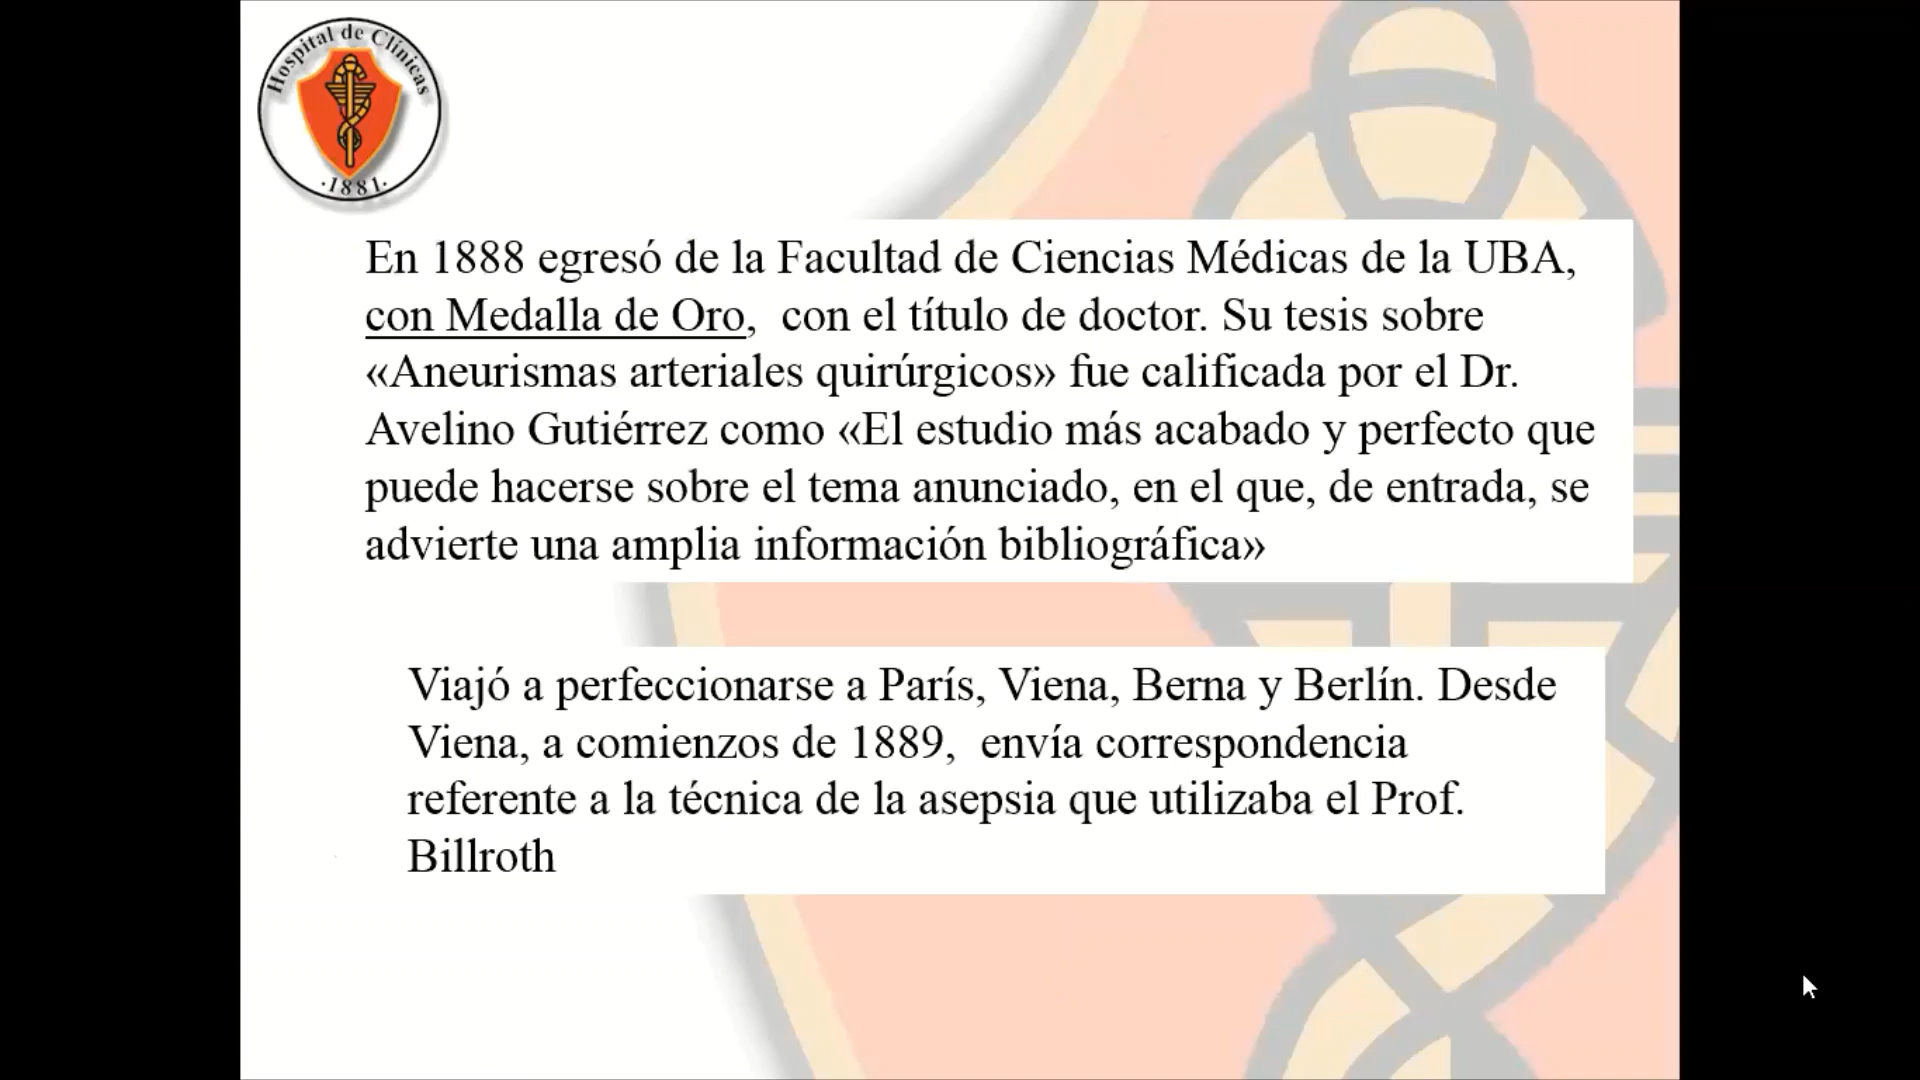 Hospital de Clínicas
·1881·
En 1888 egresó de la Facultad de Ciencias Médicas de la UBA,
con Medalla de Oro,  con el título de doctor. Su tesis sobre
«Aneurismas arteriales quirúrgicos» fue calificada por el Dr.
Avelino Gutiérrez como «El estudio más acabado y perfecto que
puede hacerse sobre el tema anunciado, en el que, de entrada, se
advierte una amplia información bibliográfica»
Viajó a perfeccionarse a París, Viena, Berna y Berlín. Desde
Viena, a comienzos de 1889,  envía correspondencia
referente a la técnica de la asepsia que utilizaba el Prof.
Billroth